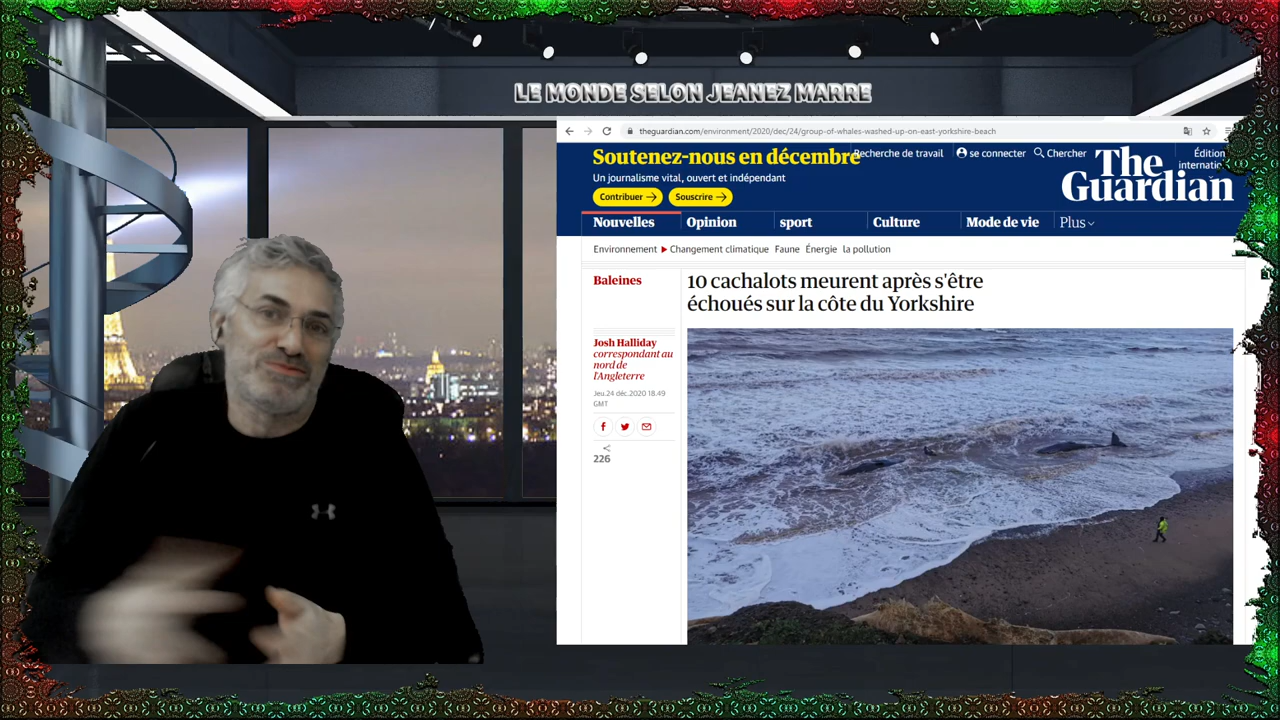 LE MONDE SELON JEANEZ MARRE
theguardian.com/environment/2020/dec/24/group-of-whales-washed-up-on-east-yorkshire-beach
Soutenez-nous en décembre
Recherche de travail
se connecter
Chercher
Édition
internati
Un journalisme vital, ouvert et indépendant
The
Guardian
Contribuer → Souscrire →
Nouvelles Opinion sport Culture Mode de vie Plus
Environnement ▶ Changement climatique Faune Énergie la pollution
Baleines
10 cachalots meurent après s'être
échoués sur la côte du Yorkshire
Josh Halliday
correspondant au
nord de
l'Angleterre
Jeu.24 déc.2020 18.49
GMT
226